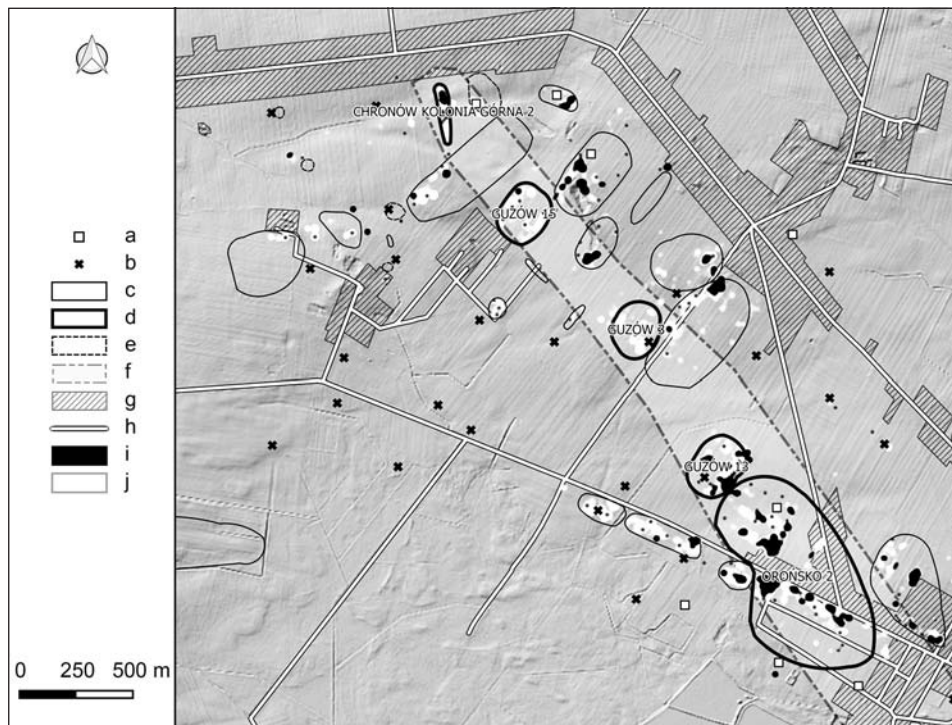 CHRONÓW KOLONIA GÓRNA 2
GUZÓW 15
GUZÓW 3
GUZÓW 13
OROŃSKO 2
a
b
c
d
e
f
g
h
i
j
0 250 500 m